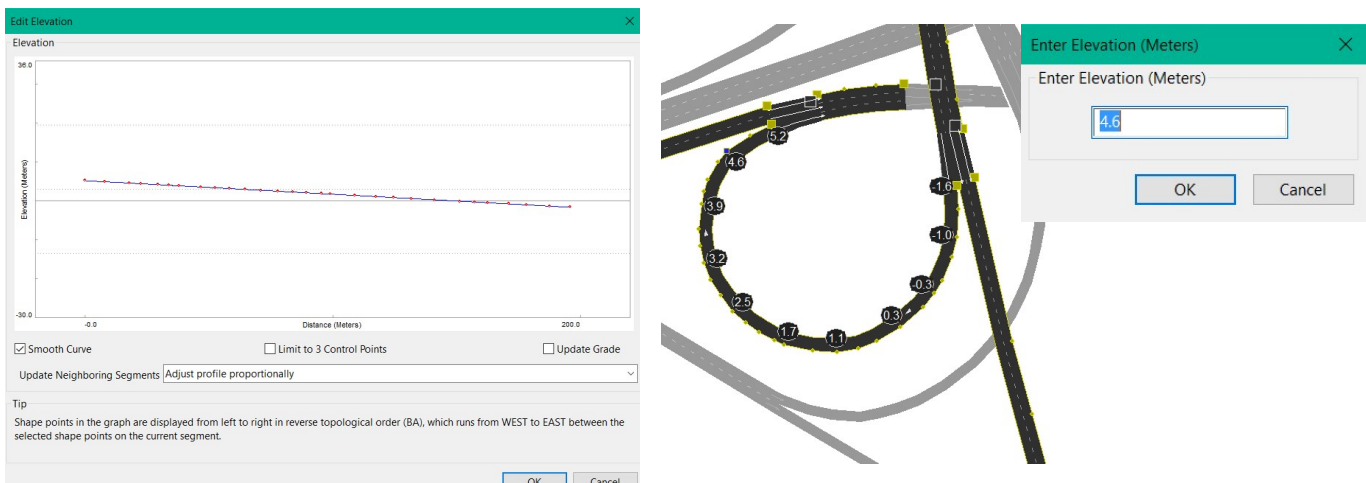 Edit Elevation
Elevation
36.0
Elevation (Meters)
-30.0
-0.0
Distance (Meters)
200.0
Smooth Curve
Limit to 3 Control Points
Update Grade
Update Neighboring Segments
Adjust profile proportionally
Tip
Shape points in the graph are displayed from left to right in reverse topological order (BA), which runs from WEST to EAST between the
selected shape points on the current segment.
OK
Cancel
5.2
4.6
3.9
3.2
2.5
1.7
1.1
0.3
-0.3
-1.0
-1.6
Enter Elevation (Meters)
Enter Elevation (Meters)
4.6
OK
Cancel